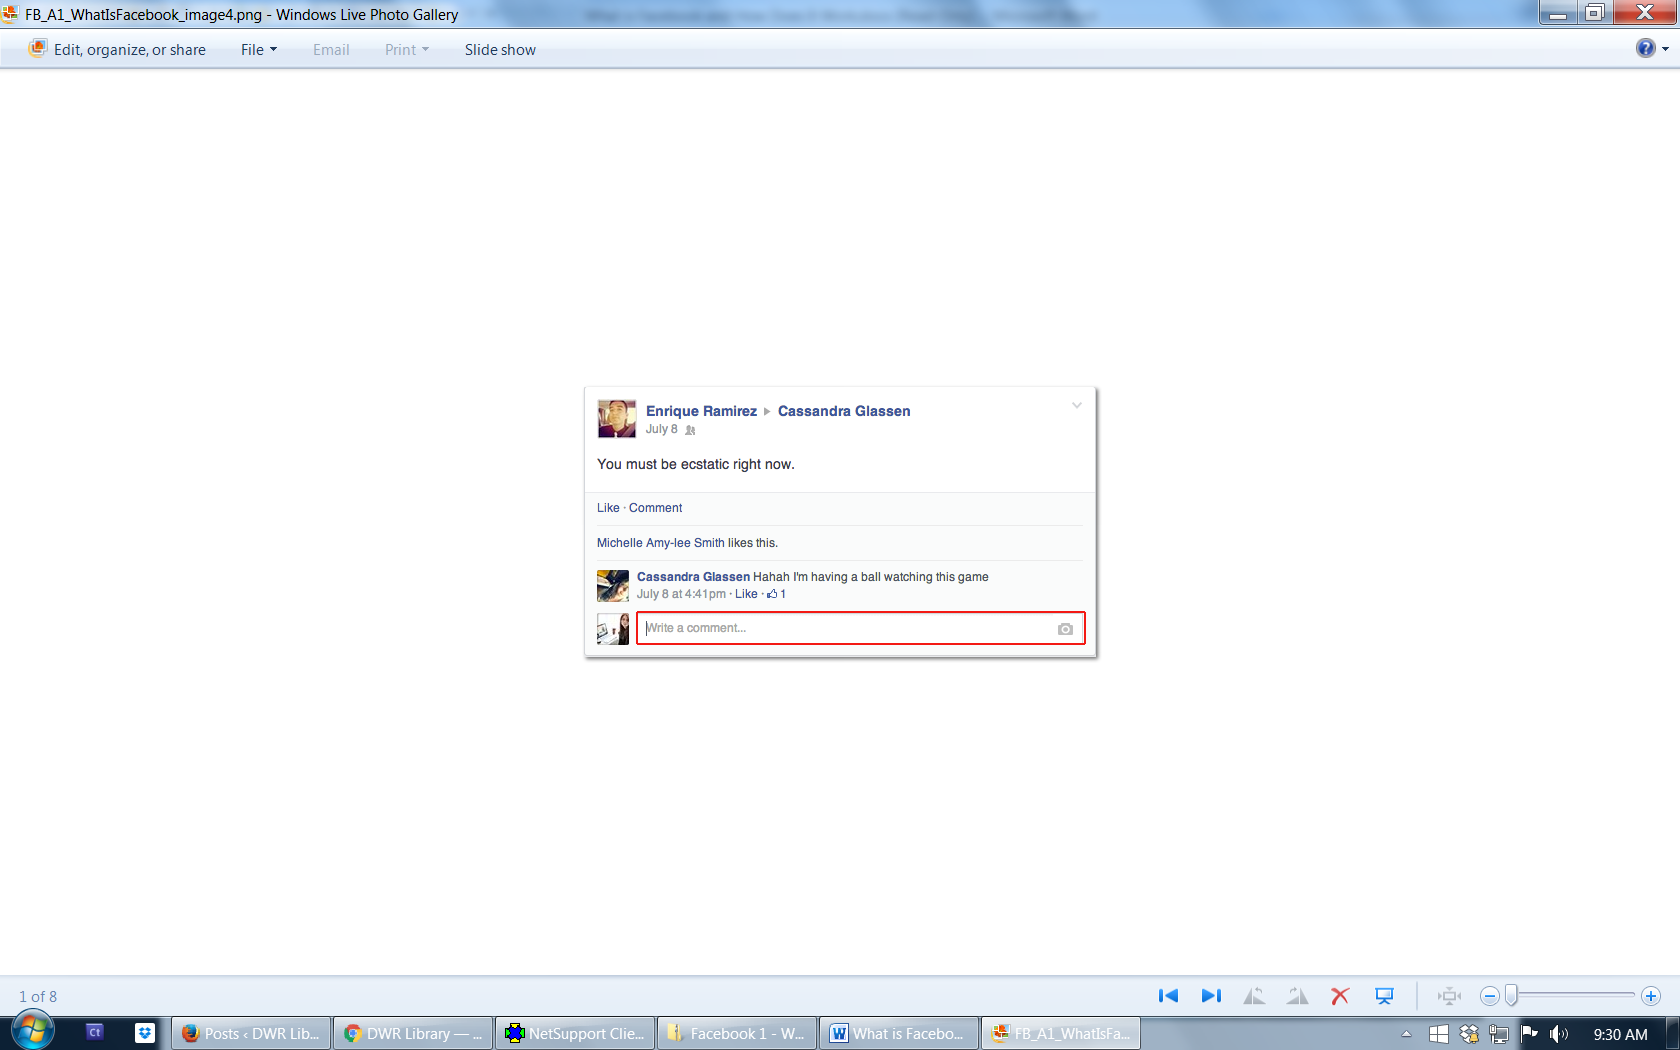 FB_A1_WhatIsFacebook_image4.png - Windows Live Photo Gallery
Edit, organize, or share File Email Print Slide show
Enrique Ramirez Cassandra Glassen
July 8
You must be ecstatic right now.
Like · Comment
Michelle Amy-lee Smith likes this.
Cassandra Glassen Hahah I'm having a ball watching this game
July 8 at 4:41pm · Like · 1
Write a comment...
1 of 8
Ct Posts ‹ DWR Lib... DWR Library — ... NetSupport Clie... Facebook 1 - W... What is Facebo... FB_A1_WhatIsFa... 9:30 AM